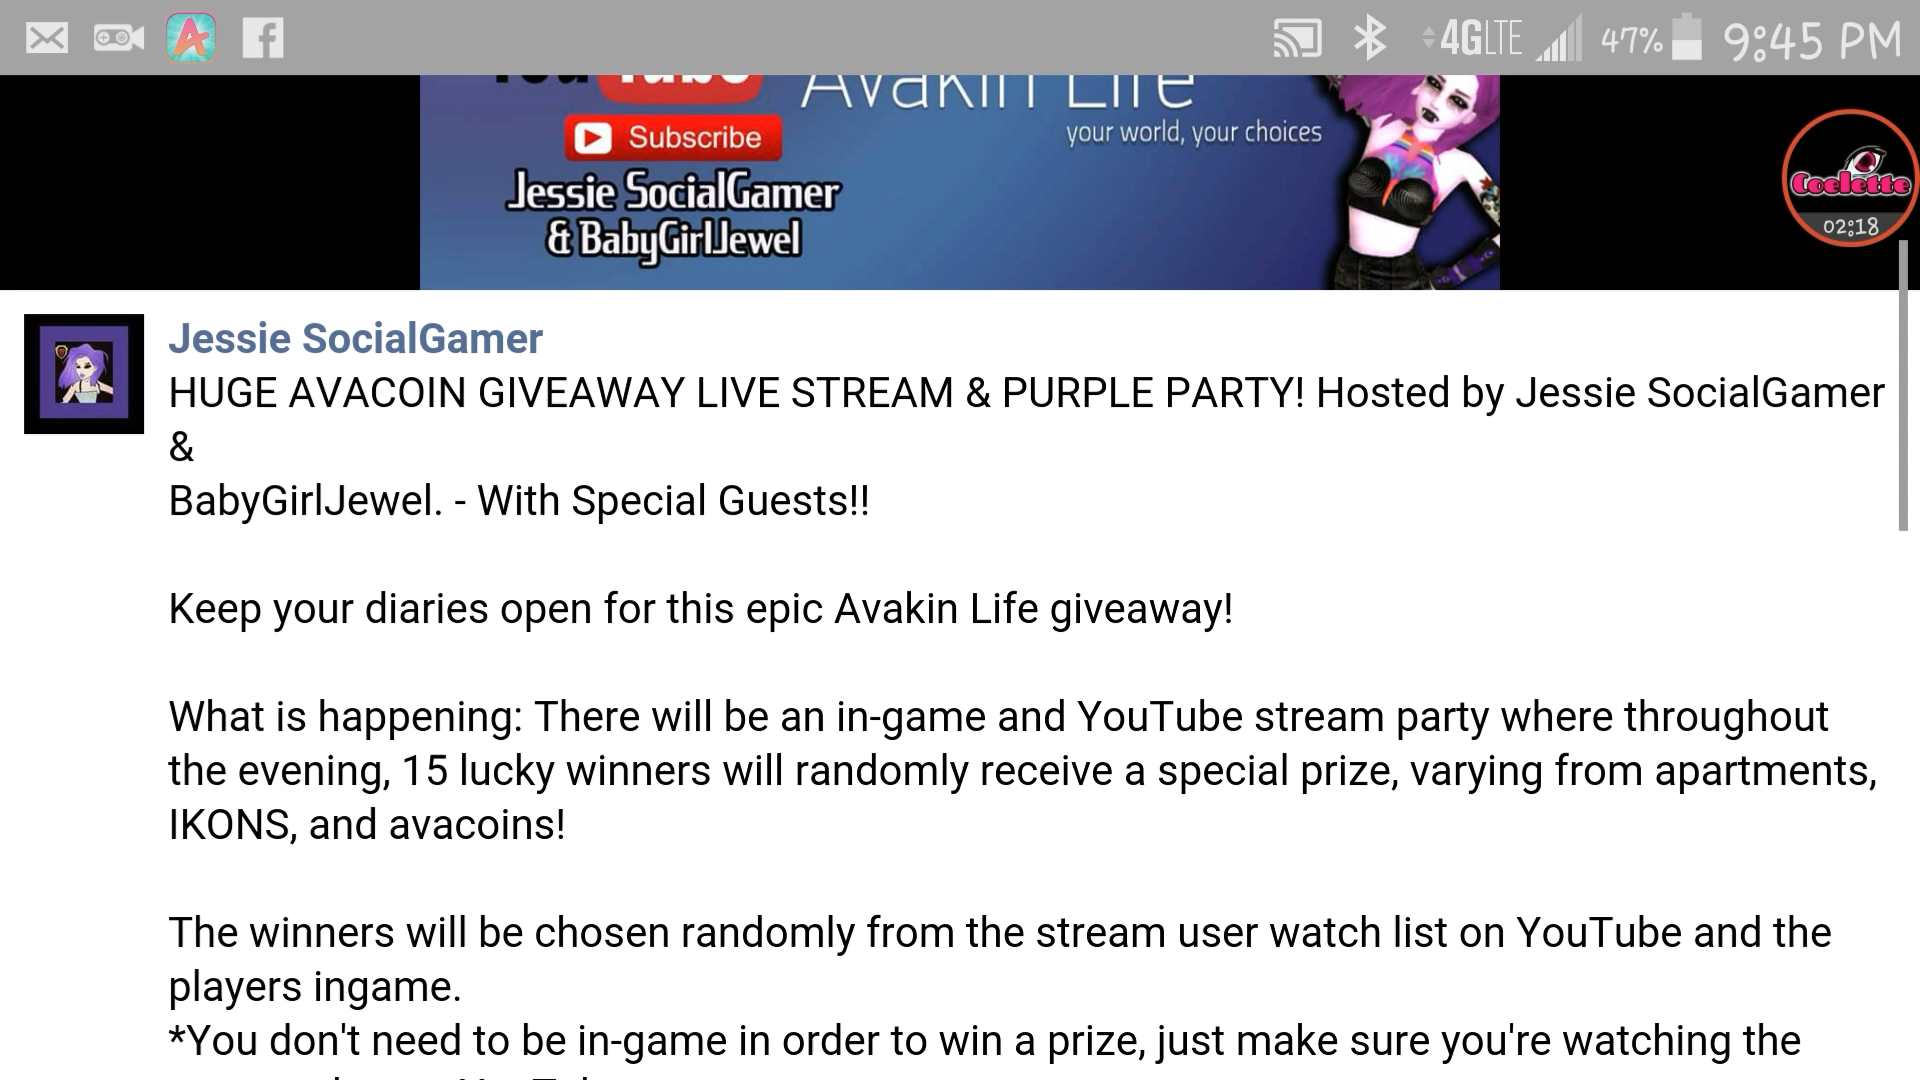 4GLTE 47% 9:45 PM
YouTube Avakin Life
your world, your choices
Subscribe
Jessie SocialGamer
& BabyGirlJewel
Coelette
02:18
Jessie SocialGamer
HUGE AVACOIN GIVEAWAY LIVE STREAM & PURPLE PARTY! Hosted by Jessie SocialGamer
&
BabyGirlJewel. - With Special Guests!!
Keep your diaries open for this epic Avakin Life giveaway!
What is happening: There will be an in-game and YouTube stream party where throughout
the evening, 15 lucky winners will randomly receive a special prize, varying from apartments,
IKONS, and avacoins!
The winners will be chosen randomly from the stream user watch list on YouTube and the
players ingame.
*You don't need to be in-game in order to win a prize, just make sure you're watching the